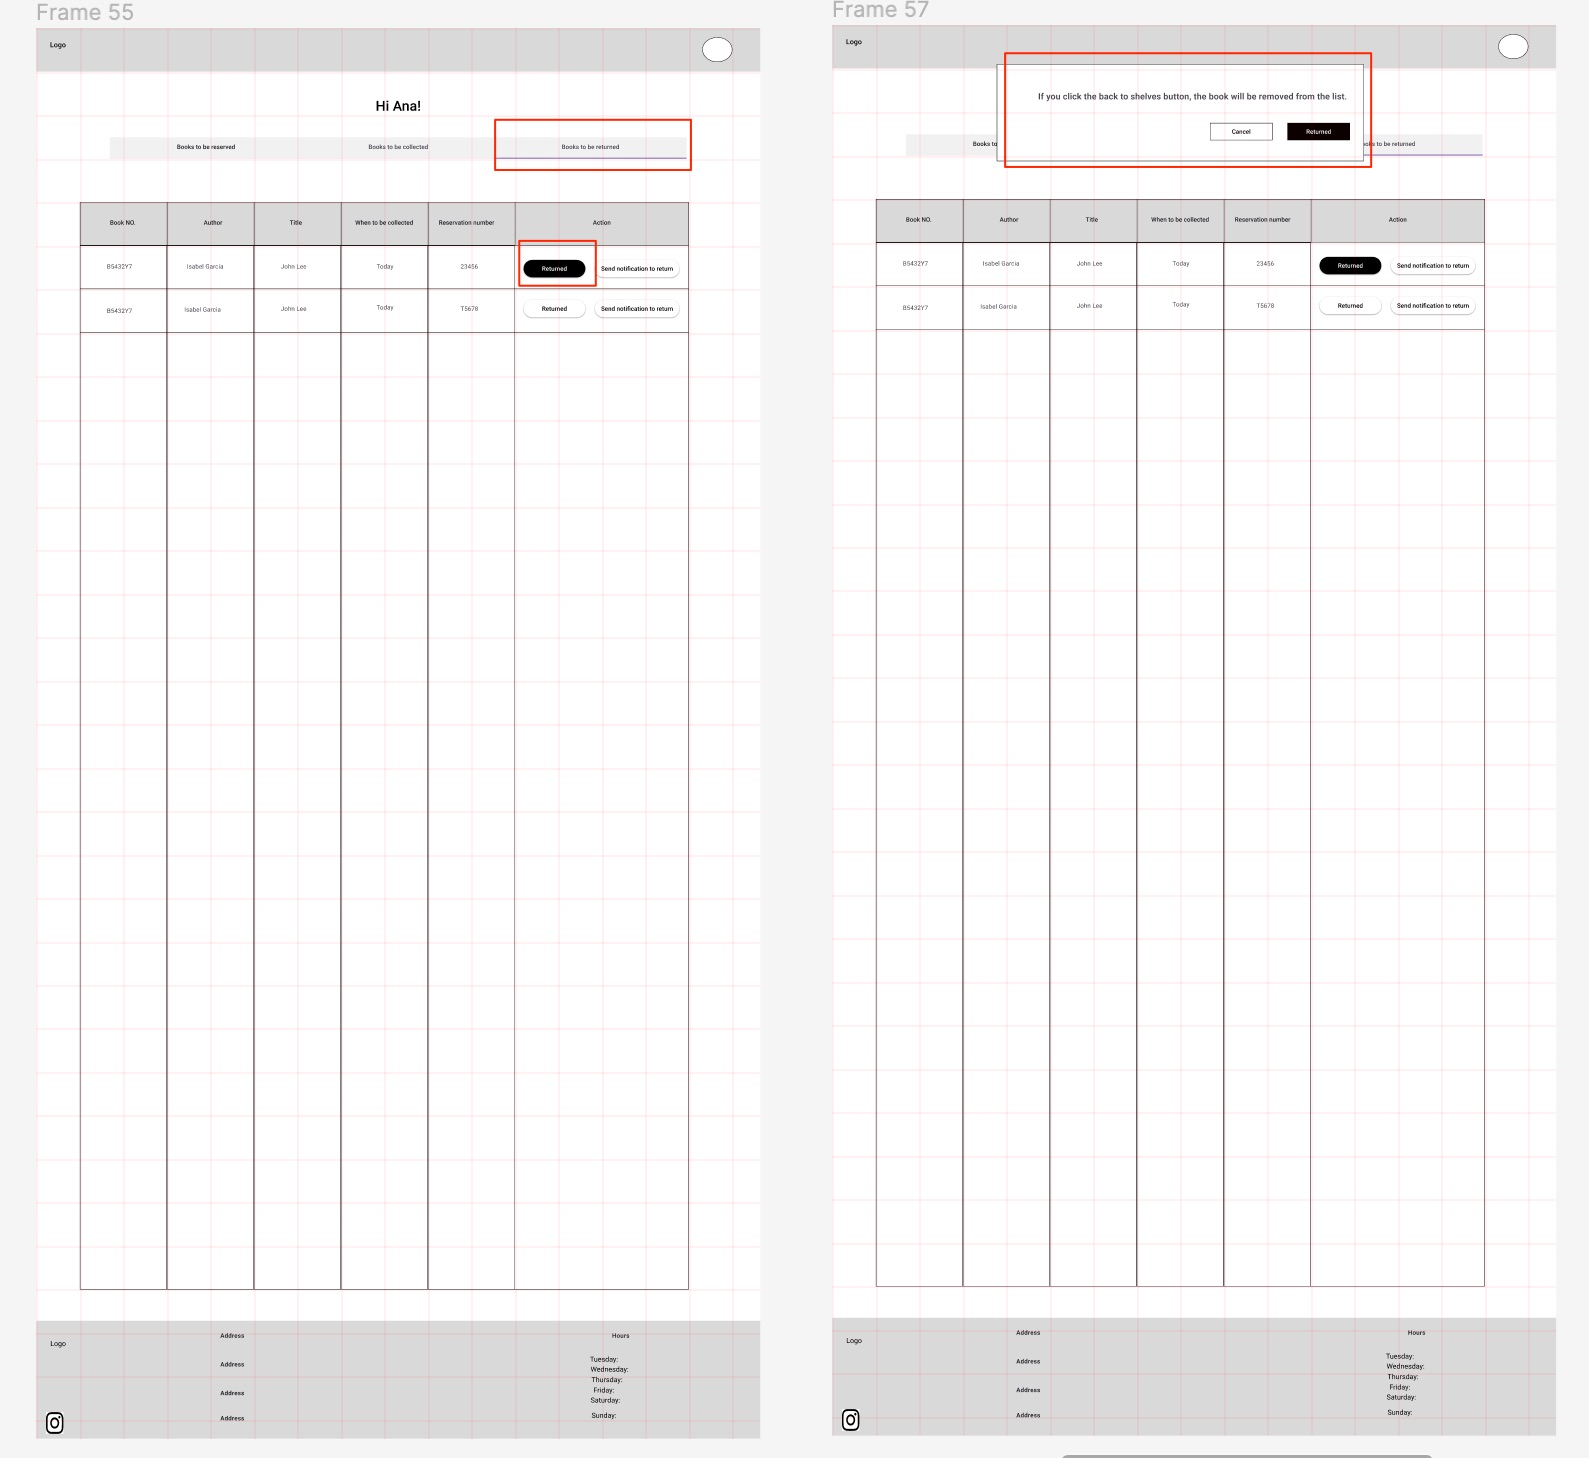 Frame 55
Logo
Hi Ana!
Books to be reserved
Books to be collected
Books to be returned
Book NO.
Author
Title
When to be collected
Reservation number
Action
B5432Y7
Isabel Garcia
John Lee
Today
23456
Returned
Send notification to return
B5432Y7
Isabel Garcia
John Lee
Today
T5678
Returned
Send notification to return
Logo
Address
Address
Address
Address
Hours
Tuesday:
Wednesday:
Thursday:
Friday:
Saturday:
Sunday:
Frame 57
Logo
If you click the back to shelves button, the book will be removed from the list.
Cancel
Returned
Books to
ooks to be returned
Book NO.
Author
Title
When to be collected
Reservation number
Action
B5432Y7
Isabel Garcia
John Lee
Today
23456
Returned
Send notification to return
B5432Y7
Isabel Garcia
John Lee
Today
T5678
Returned
Send notification to return
Logo
Address
Address
Address
Address
Hours
Tuesday:
Wednesday:
Thursday:
Friday:
Saturday:
Sunday: